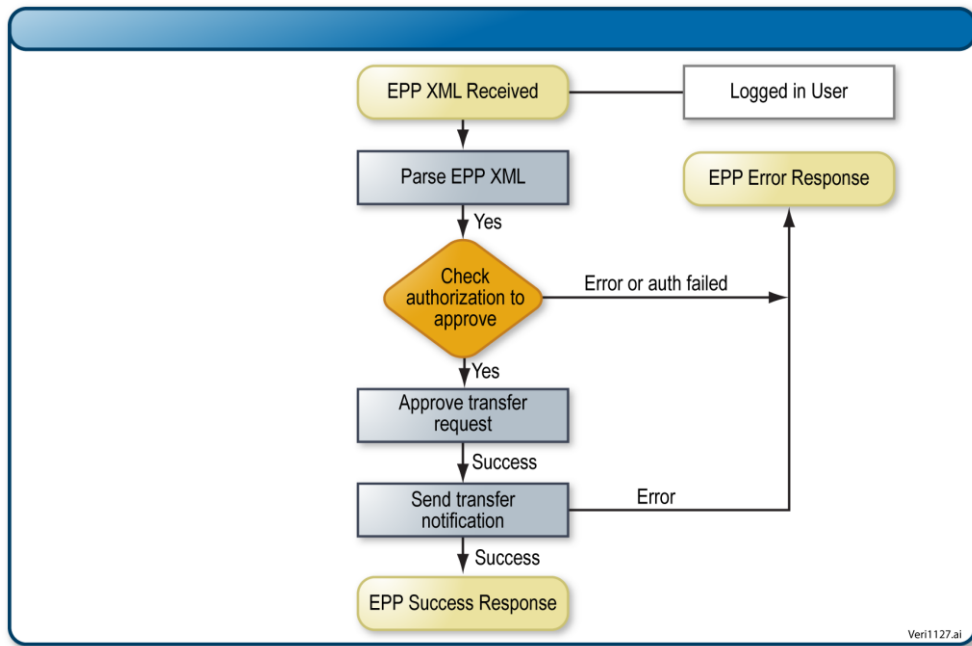 EPP XML Received
Logged in User
Parse EPP XML
EPP Error Response
Yes
Check
authorization to
approve
Error or auth failed
Yes
Approve transfer
request
Success
Send transfer
notification
Error
Success
EPP Success Response
Veri1127.ai